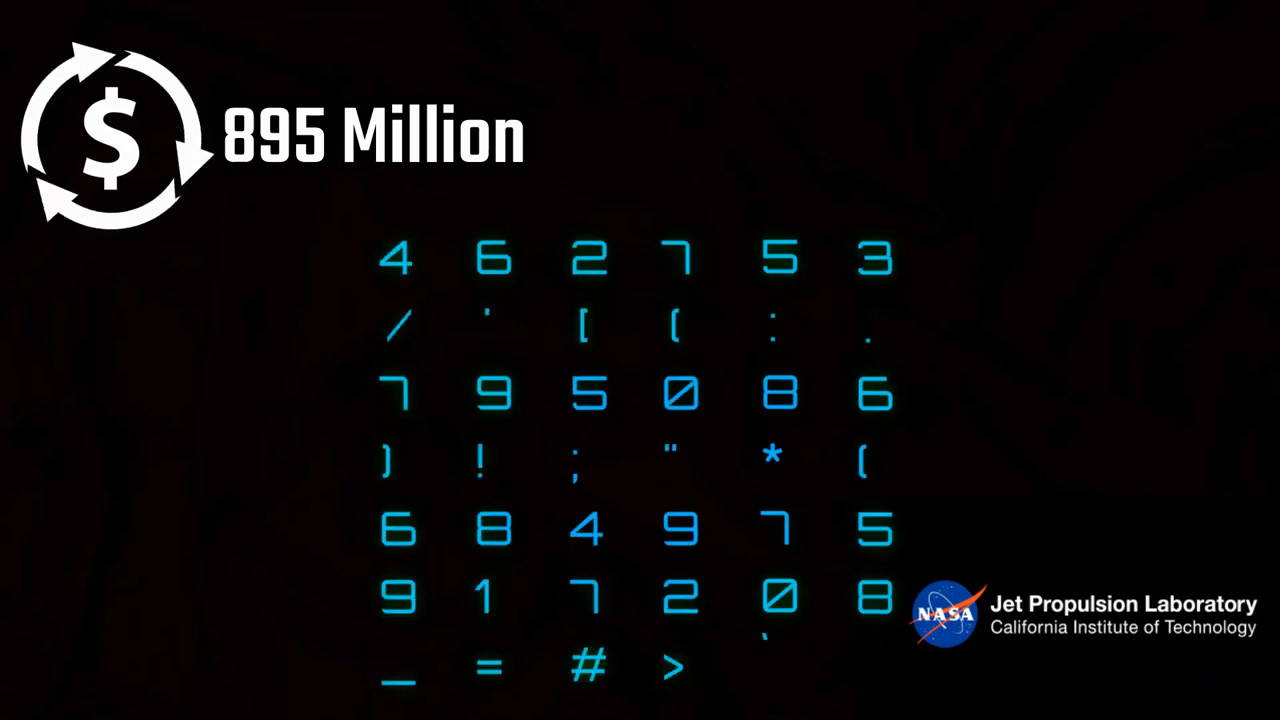 $ 895 Million
4 6 2 7 5 3
/ ' [ ( : .
7 9 5 0 8 6
) ! ; " * (
6 8 4 9 7 5
9 1 7 2 0 8
_ = # > `
NASA
Jet Propulsion Laboratory
California Institute of Technology